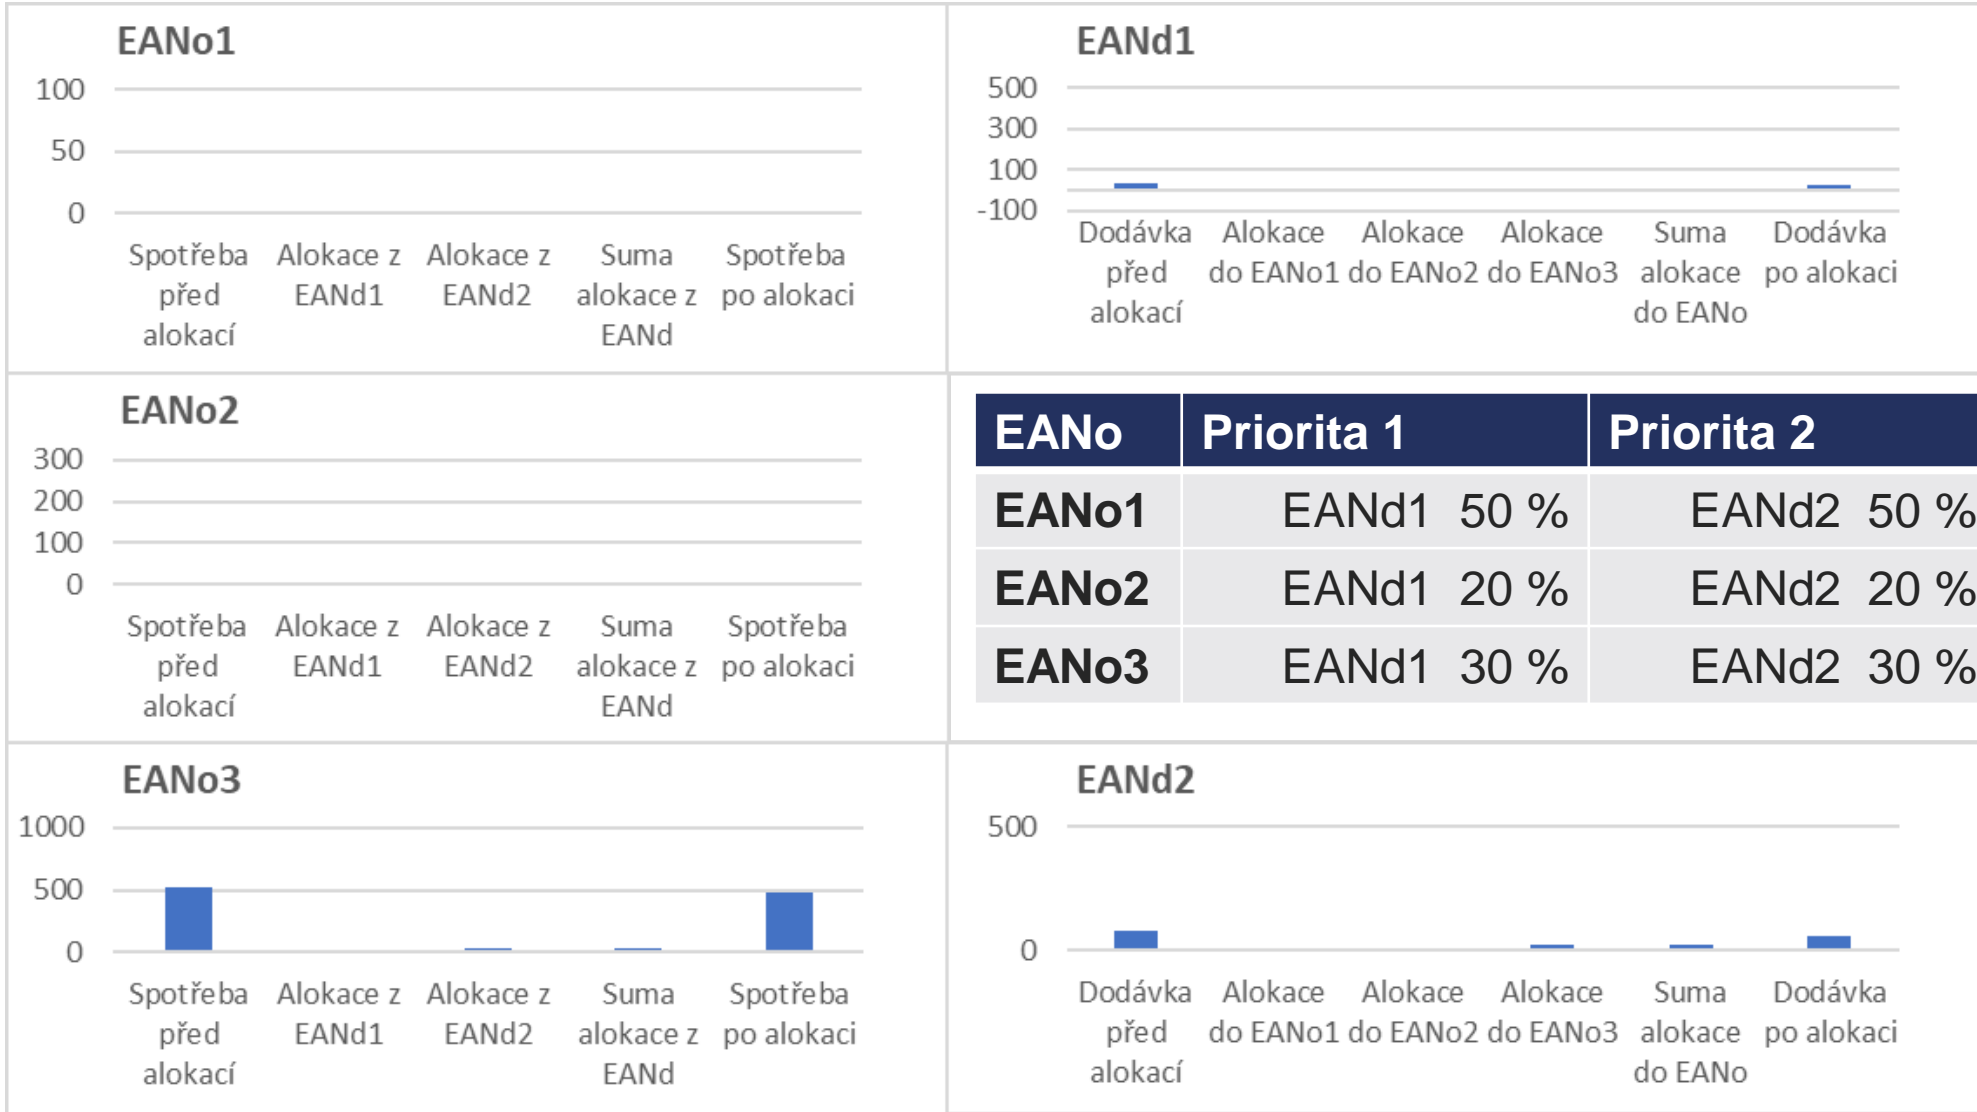 EANo1
100
50
0
Spotřeba Alokace z Alokace z Suma Spotřeba
před EANd1 EANd2 alokace z po alokaci
alokací EANd
EANd1
500
300
100
-100
Dodávka Alokace Alokace Alokace Suma Dodávka
před do EANo1 do EANo2 do EANo3 alokace po alokaci
alokací do EANo
EANo2
300
200
100
0
Spotřeba Alokace z Alokace z Suma Spotřeba
před EANd1 EANd2 alokace z po alokaci
alokací EANd
EANo Priorita 1 Priorita 2
EANo1 EANd1 50 % EANd2 50 %
EANo2 EANd1 20 % EANd2 20 %
EANo3 EANd1 30 % EANd2 30 %
EANo3
1000
500
0
Spotřeba Alokace z Alokace z Suma Spotřeba
před EANd1 EANd2 alokace z po alokaci
alokací EANd
EANd2
500
0
Dodávka Alokace Alokace Alokace Suma Dodávka
před do EANo1 do EANo2 do EANo3 alokace po alokaci
alokací do EANo